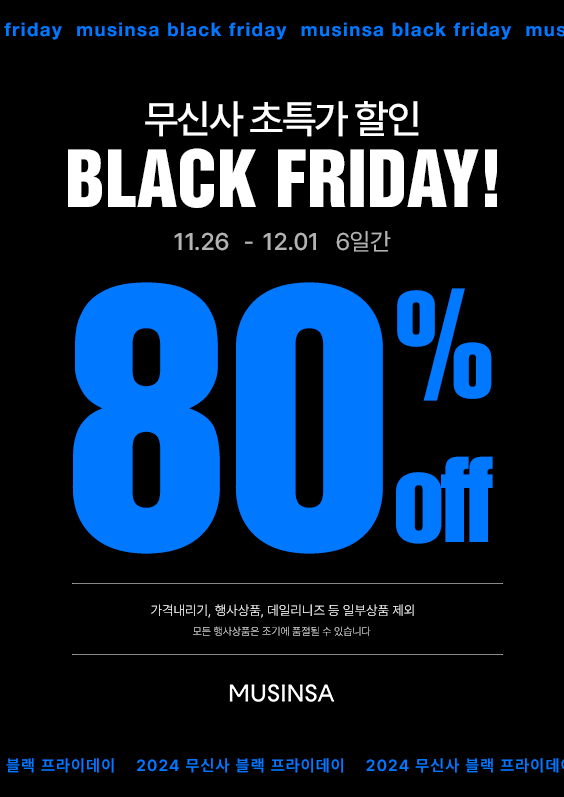 friday musinsa black friday musinsa black friday mus
무신사 초특가 할인
BLACK FRIDAY!
11.26 - 12.01 6일간
80% off
가격내리기, 행사상품, 데일리니즈 등 일부상품 제외
모든 행사상품은 조기에 품절될 수 있습니다
MUSINSA
블랙 프라이데이 2024 무신사 블랙 프라이데이 2024 무신사 블랙 프라이데이